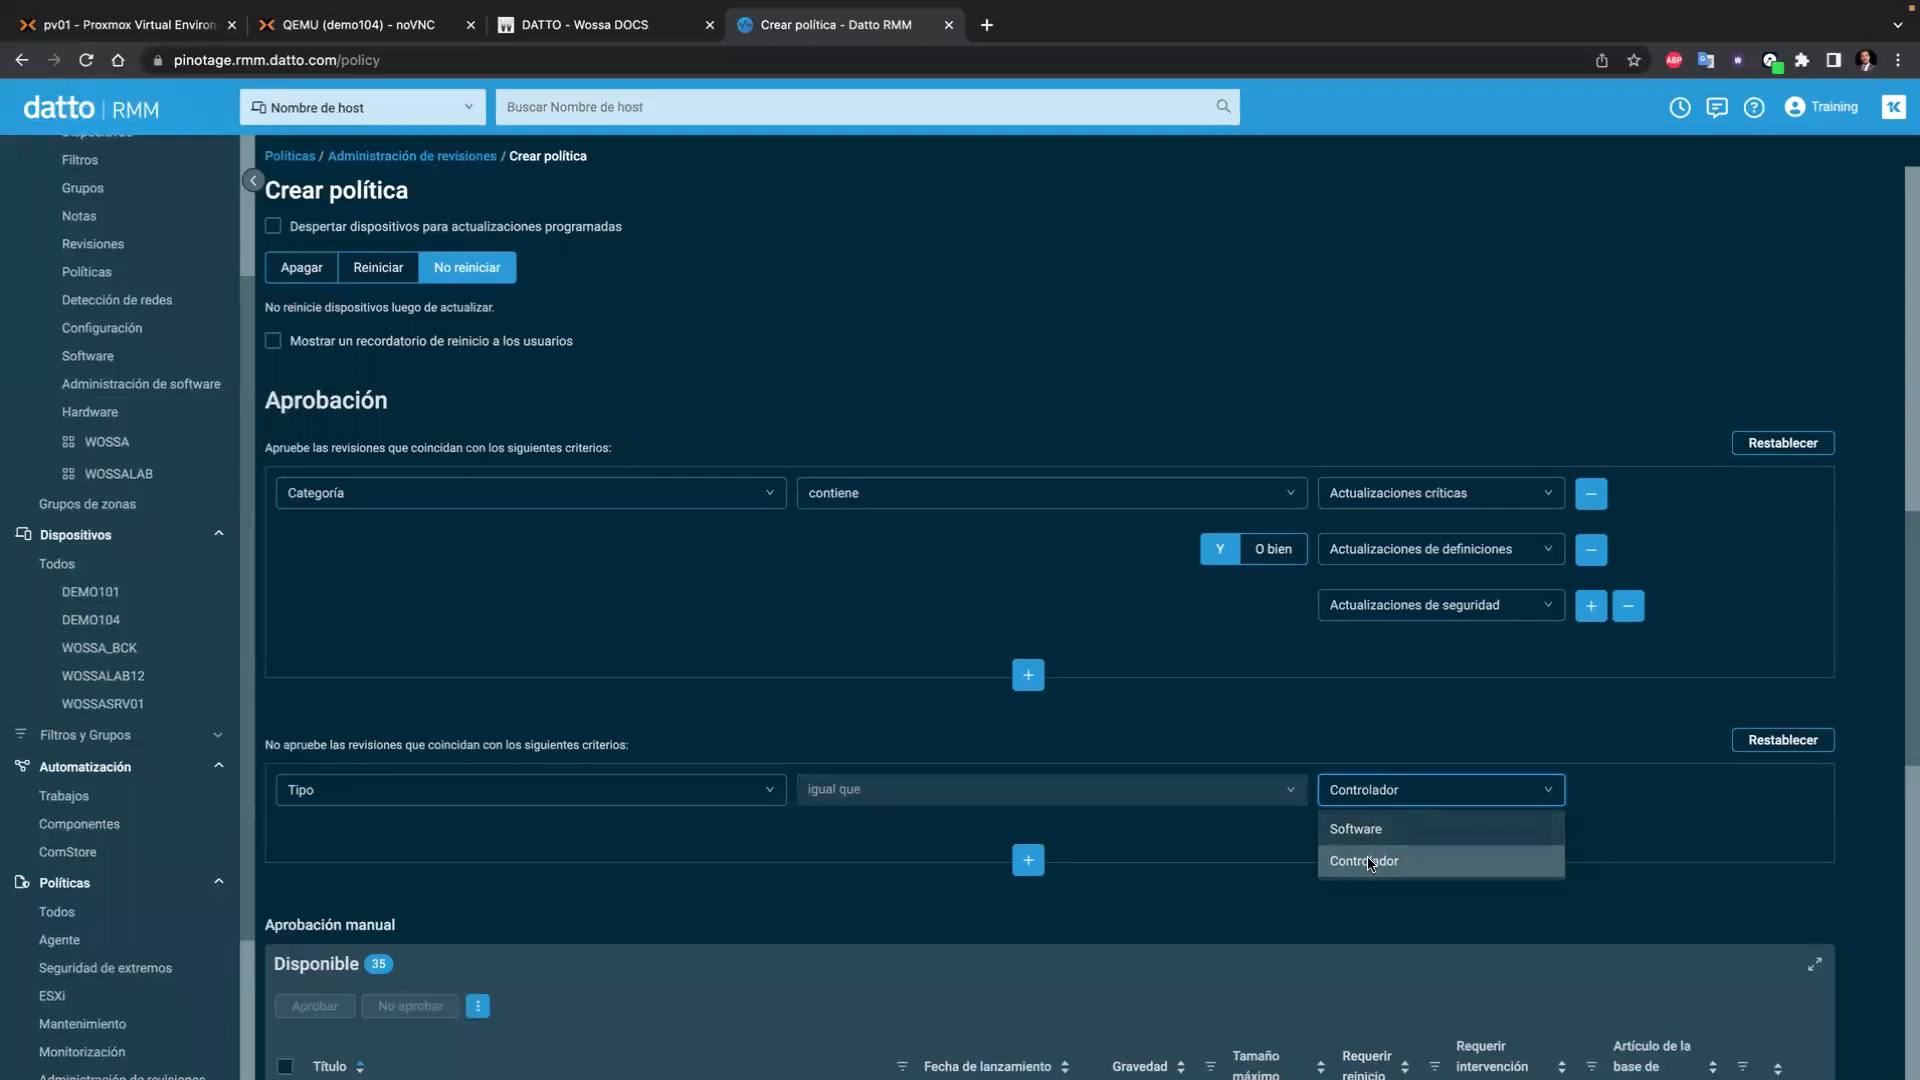 pv01 - Proxmox Virtual Environ
QEMU (demo104) - noVNC
DATTO - Wossa DOCS
Crear política - Datto RMM
pinotage.rmm.datto.com/policy
ABP
datto | RMM
Nombre de host
Buscar Nombre de host
Training
Dispositivos
Filtros
Grupos
Notas
Revisiones
Políticas
Detección de redes
Configuración
Software
Administración de software
Hardware
WOSSA
WOSSALAB
Grupos de zonas
Dispositivos
Todos
DEMO101
DEMO104
WOSSA_BCK
WOSSALAB12
WOSSASRV01
Filtros y Grupos
Automatización
Trabajos
Componentes
ComStore
Políticas
Todos
Agente
Seguridad de extremos
ESXi
Mantenimiento
Monitorización
Administración de revisiones
Políticas / Administración de revisiones / Crear política
Crear política
Despertar dispositivos para actualizaciones programadas
Apagar Reiniciar No reiniciar
No reinicie dispositivos luego de actualizar.
Mostrar un recordatorio de reinicio a los usuarios
Aprobación
Apruebe las revisiones que coincidan con los siguientes criterios:
Restablecer
Categoría contiene Actualizaciones críticas
Y O bien Actualizaciones de definiciones
Actualizaciones de seguridad
No apruebe las revisiones que coincidan con los siguientes criterios:
Restablecer
Tipo igual que Controlador
Software
Controlador
Aprobación manual
Disponible 35
Aprobar No aprobar
Título
Fecha de lanzamiento
Gravedad
Tamaño
máximo
Requerir
reinicio
Requerir
intervención
Artículo de la
base de